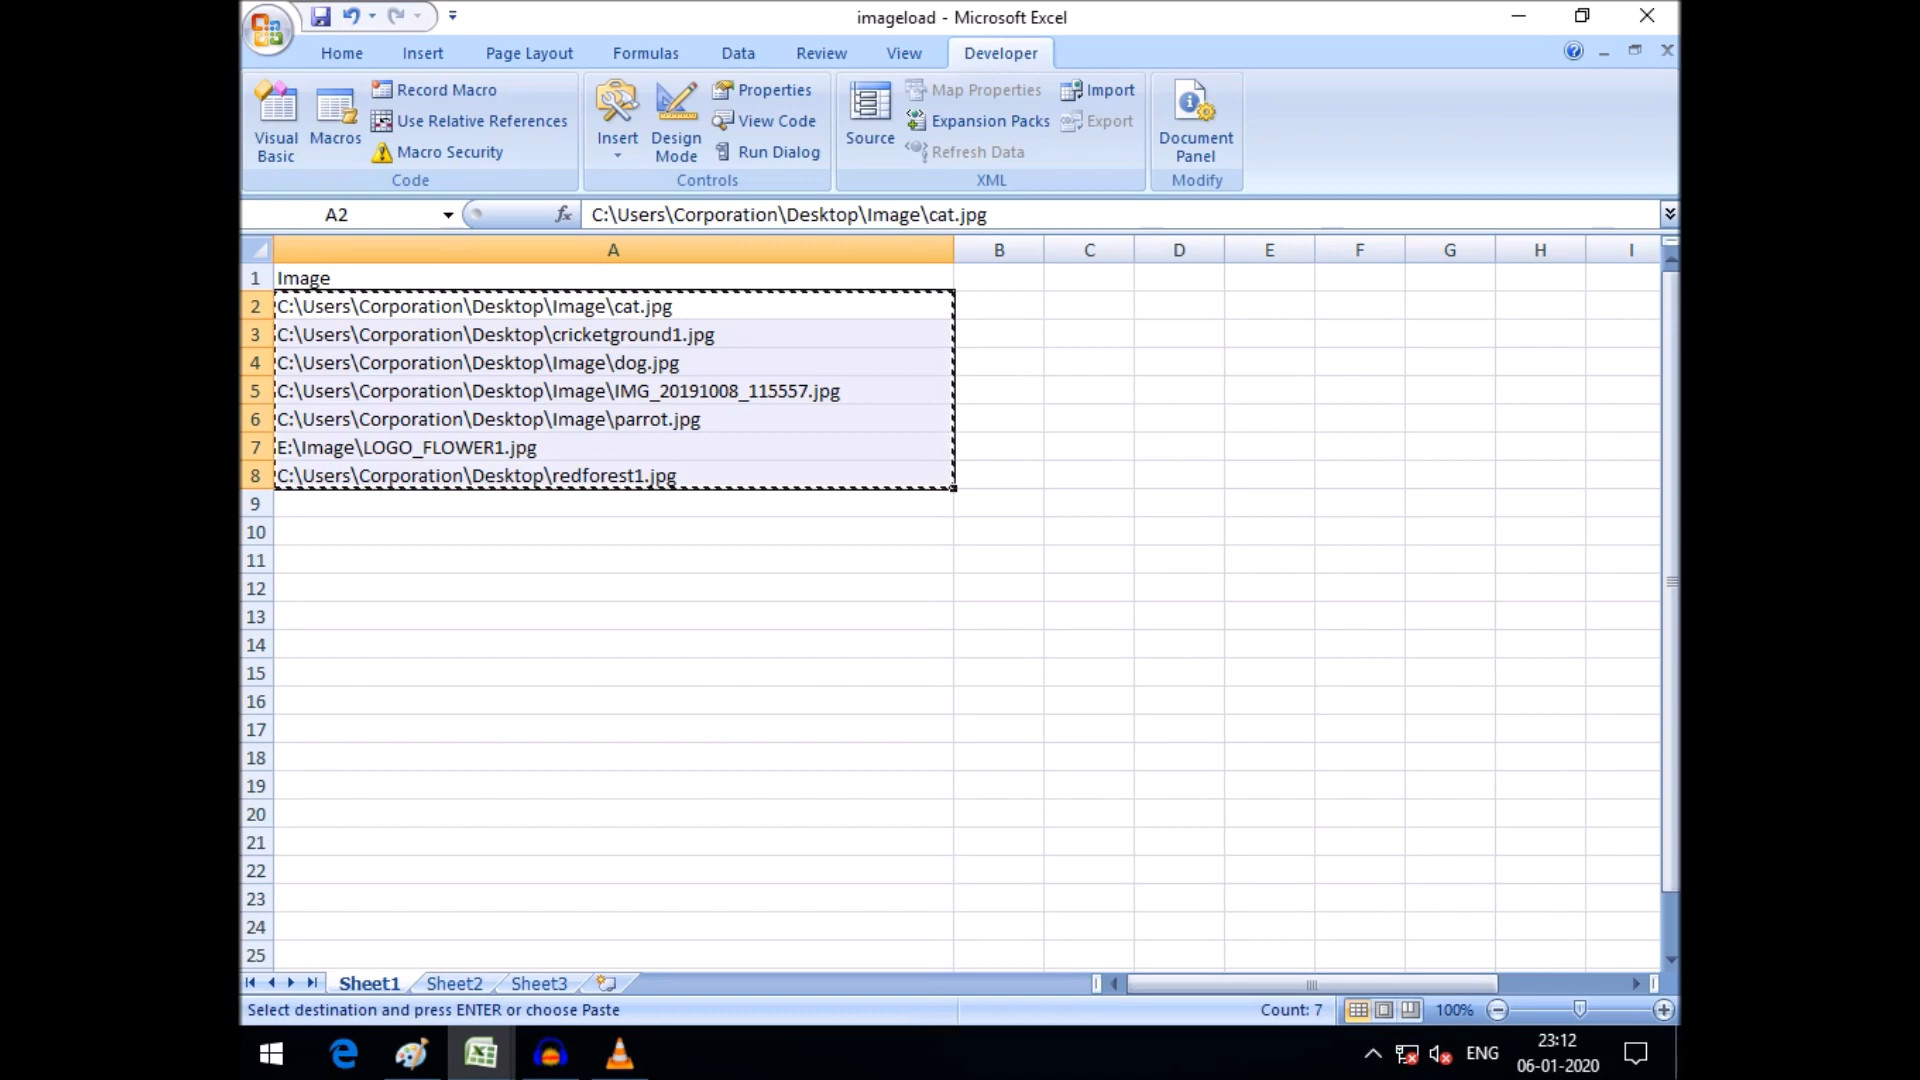 imageload - Microsoft Excel
Home Insert Page Layout Formulas Data Review View Developer
Visual Basic
Macros
Record Macro
Use Relative References
Macro Security
Code
Insert
Design Mode
Properties
View Code
Run Dialog
Controls
Source
Map Properties
Expansion Packs
Refresh Data
Import
Export
XML
Document Panel
Modify
A2 fx C:\Users\Corporation\Desktop\Image\cat.jpg
A B C D E F G H I
1 Image
2 C:\Users\Corporation\Desktop\Image\cat.jpg
3 C:\Users\Corporation\Desktop\cricketground1.jpg
4 C:\Users\Corporation\Desktop\Image\dog.jpg
5 C:\Users\Corporation\Desktop\Image\IMG_20191008_115557.jpg
6 C:\Users\Corporation\Desktop\Image\parrot.jpg
7 E:\Image\LOGO_FLOWER1.jpg
8 C:\Users\Corporation\Desktop\redforest1.jpg
9
10
11
12
13
14
15
16
17
18
19
20
21
22
23
24
25
Sheet1 Sheet2 Sheet3
Select destination and press ENTER or choose Paste Count: 7 100%
ENG 23:12
06-01-2020